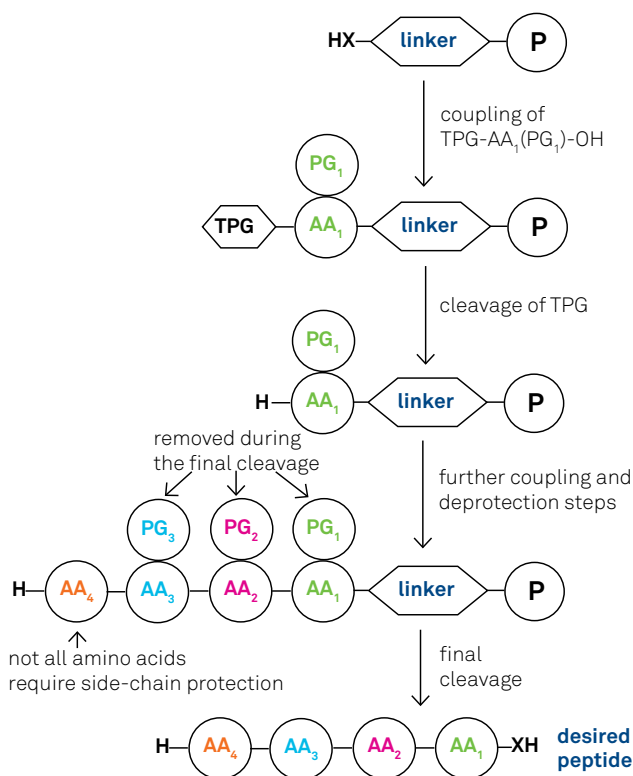 HX linker P
coupling of
TPG-AA₁(PG₁)-OH
PG₁
TPG AA₁ linker P
cleavage of TPG
PG₁
H AA₁ linker P
removed during
the final cleavage
further coupling and
deprotection steps
PG₃ PG₂ PG₁
H AA₄ AA₃ AA₂ AA₁ linker P
not all amino acids
require side-chain protection
final
cleavage
H AA₄ AA₃ AA₂ AA₁ XH
desired
peptide